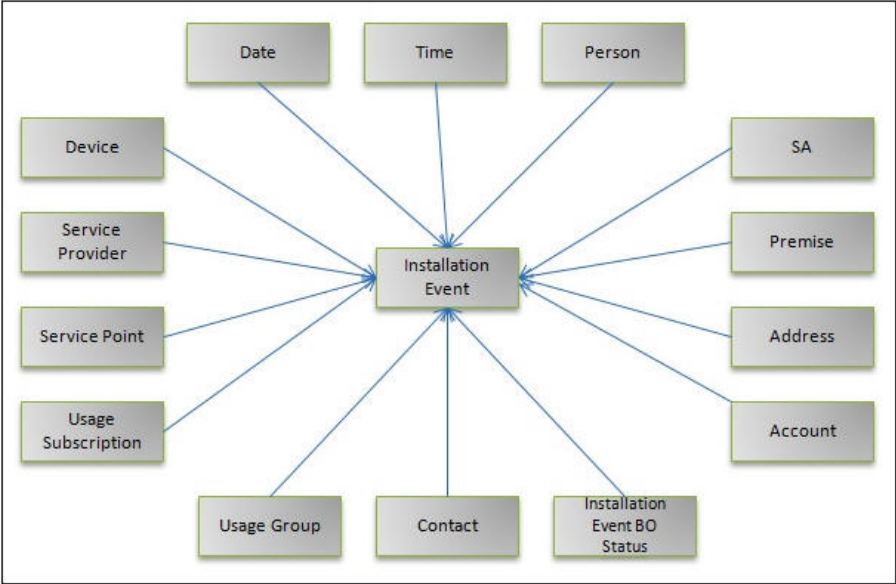 Date
Time
Person
Device
SA
Service
Provider
Premise
Installation
Event
Service Point
Address
Usage
Subscription
Account
Usage Group
Contact
Installation
Event BO
Status